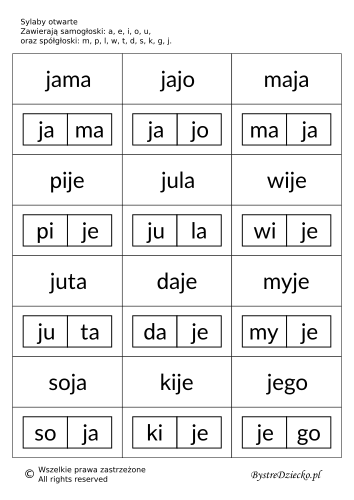 Sylaby otwarte
Zawierają samogłoski: a, e, i, o, u,
oraz spółgłoski: m, p, l, w, t, d, s, k, g, j.
jama jajo maja
ja ma ja jo ma ja
pije jula wije
pi je ju la wi je
juta daje myje
ju ta da je my je
soja kije jego
so ja ki je je go
© Wszelkie prawa zastrzeżone
All rights reserved
BystreDziecko.pl